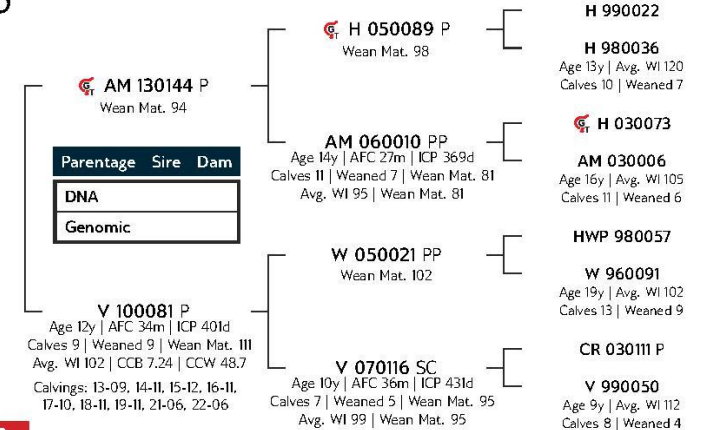 AM 130144 P
Wean Mat. 94
Parentage Sire Dam
DNA
Genomic
V 100081 P
Age 12y | AFC 34m | ICP 401d
Calves 9 | Weaned 9 | Wean Mat. 111
Avg. WI 102 | CCB 7.24 | CCW 48.7
Calvings: 13-09, 14-11, 15-12, 16-11,
17-10, 18-11, 19-11, 21-06, 22-06
H 050089 P
Wean Mat. 98
AM 060010 PP
Age 14y | AFC 27m | ICP 369d
Calves 11 | Weaned 7 | Wean Mat. 81
Avg. WI 95 | Wean Mat. 81
W 050021 PP
Wean Mat. 102
V 070116 SC
Age 10y | AFC 36m | ICP 431d
Calves 7 | Weaned 5 | Wean Mat. 95
Avg. WI 99 | Wean Mat. 95
H 990022
H 980036
Age 13y | Avg. WI 120
Calves 10 | Weaned 7
H 030073
AM 030006
Age 16y | Avg. WI 105
Calves 11 | Weaned 6
HWP 980057
W 960091
Age 19y | Avg. WI 102
Calves 13 | Weaned 9
CR 030111 P
V 990050
Age 9y | Avg. WI 112
Calves 8 | Weaned 4